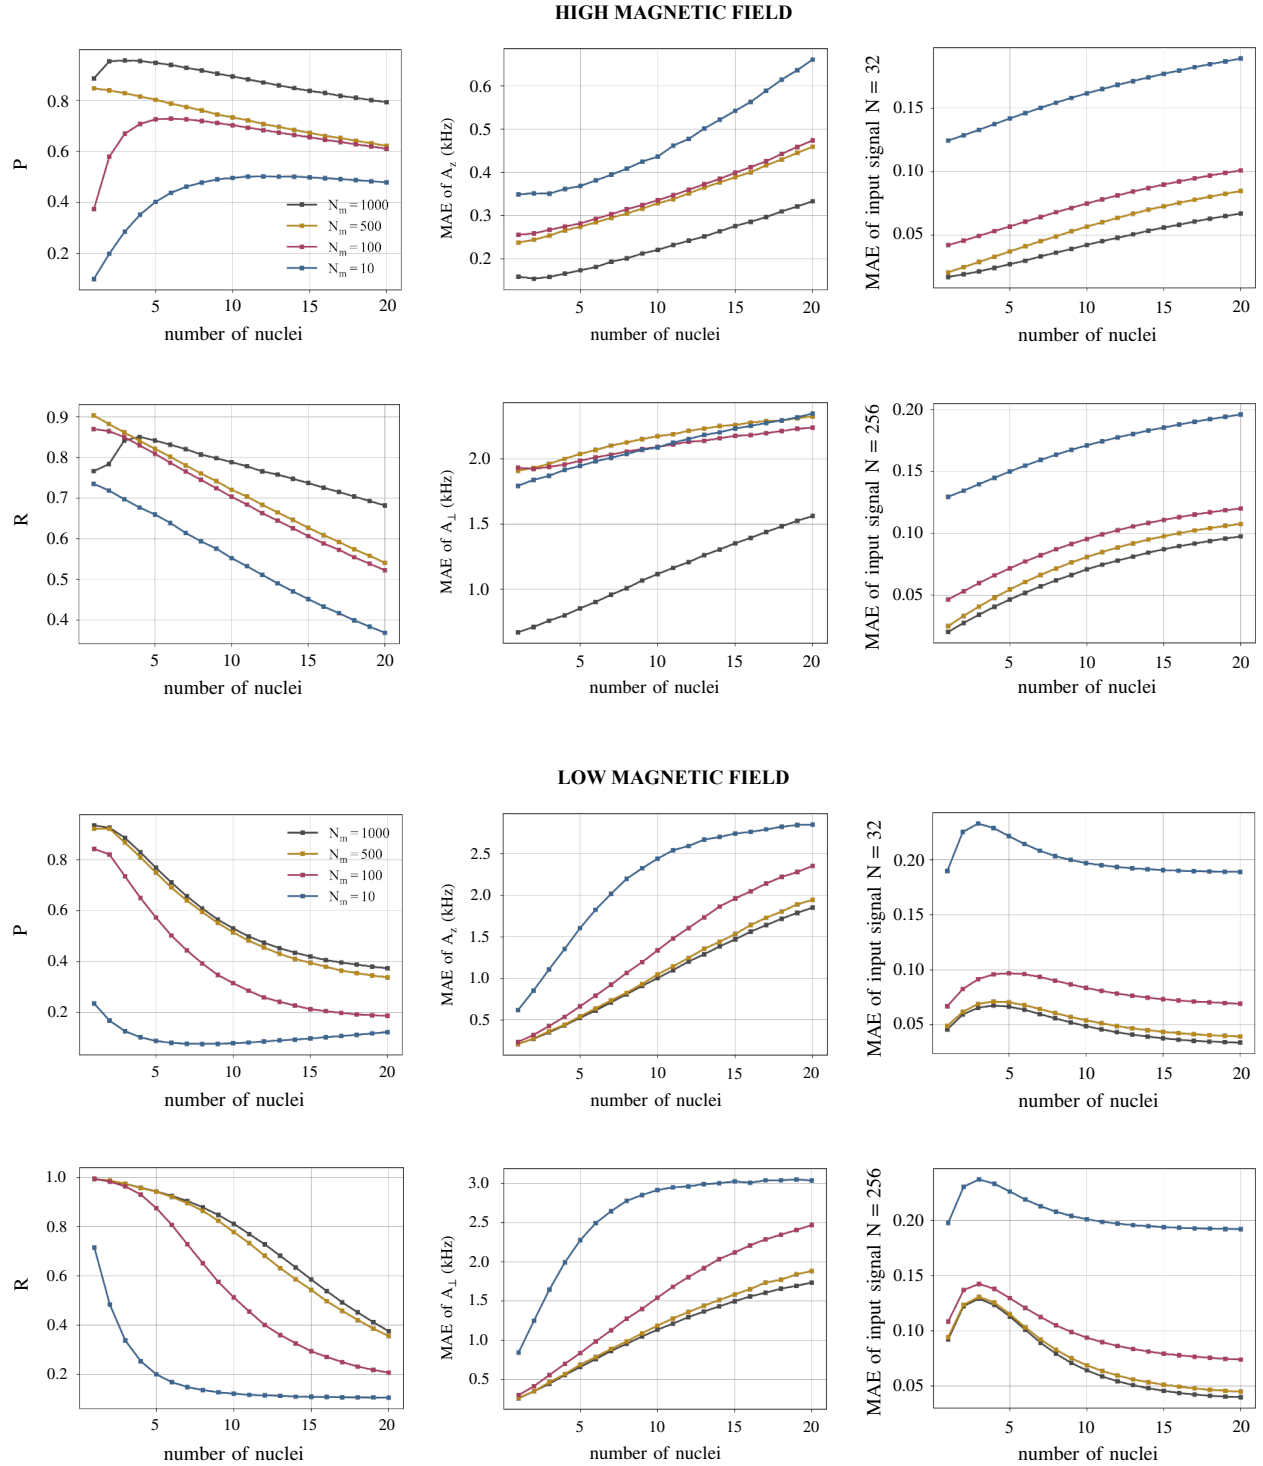 HIGH MAGNETIC FIELD
P
0.8
0.6
0.4
0.2
N_m = 1000
N_m = 500
N_m = 100
N_m = 10
5 10 15 20
number of nuclei
MAE of A_z (kHz)
0.6
0.5
0.4
0.3
0.2
5 10 15 20
number of nuclei
MAE of input signal N = 32
0.15
0.10
0.05
5 10 15 20
number of nuclei
R
0.9
0.8
0.7
0.6
0.5
0.4
5 10 15 20
number of nuclei
MAE of A_⊥ (kHz)
2.0
1.5
1.0
5 10 15 20
number of nuclei
MAE of input signal N = 256
0.20
0.15
0.10
0.05
5 10 15 20
number of nuclei
LOW MAGNETIC FIELD
P
0.8
0.6
0.4
0.2
N_m = 1000
N_m = 500
N_m = 100
N_m = 10
5 10 15 20
number of nuclei
MAE of A_z (kHz)
2.5
2.0
1.5
1.0
0.5
5 10 15 20
number of nuclei
MAE of input signal N = 32
0.20
0.15
0.10
0.05
5 10 15 20
number of nuclei
R
1.0
0.8
0.6
0.4
0.2
5 10 15 20
number of nuclei
MAE of A_⊥ (kHz)
3.0
2.5
2.0
1.5
1.0
0.5
5 10 15 20
number of nuclei
MAE of input signal N = 256
0.20
0.15
0.10
0.05
5 10 15 20
number of nuclei